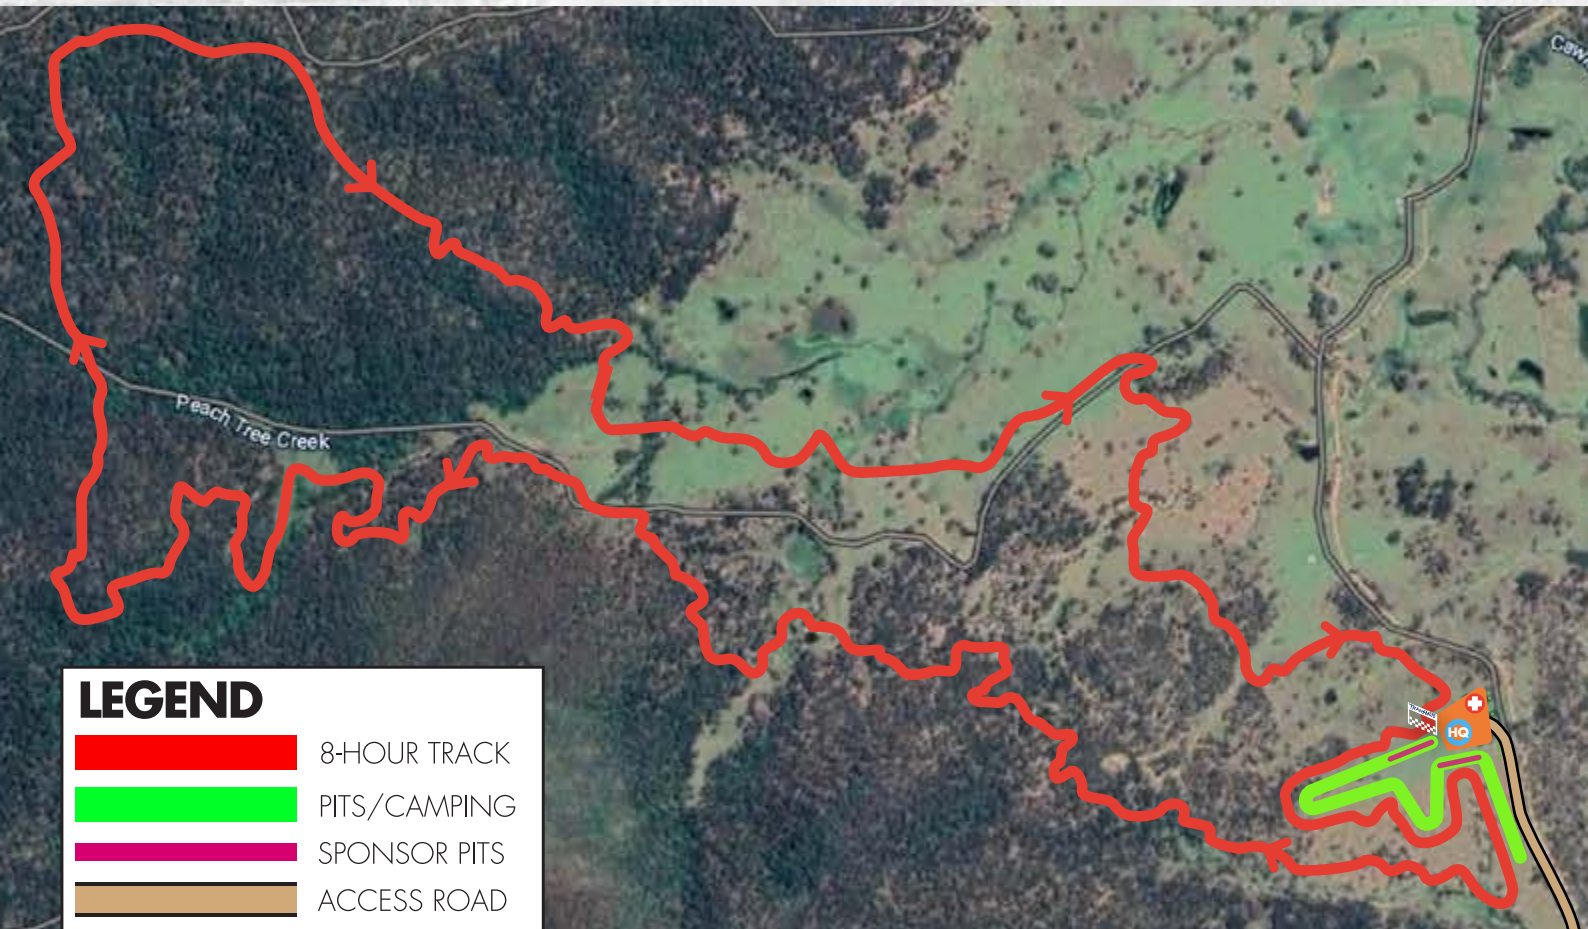 Peach Tree Creek
HQ
LEGEND
8-HOUR TRACK
PITS/CAMPING
SPONSOR PITS
ACCESS ROAD